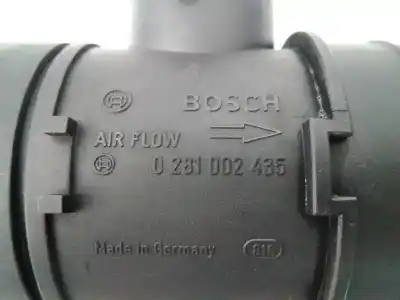 BOSCH
AIR FLOW
0 281 002 435
Made in Germany